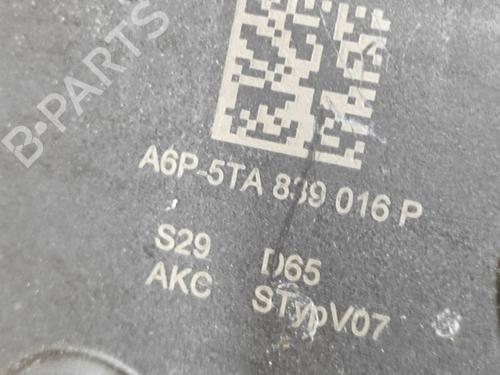 B-PARTS
A6P-5TA 839 016 P
S29 D65
AKC STypV07